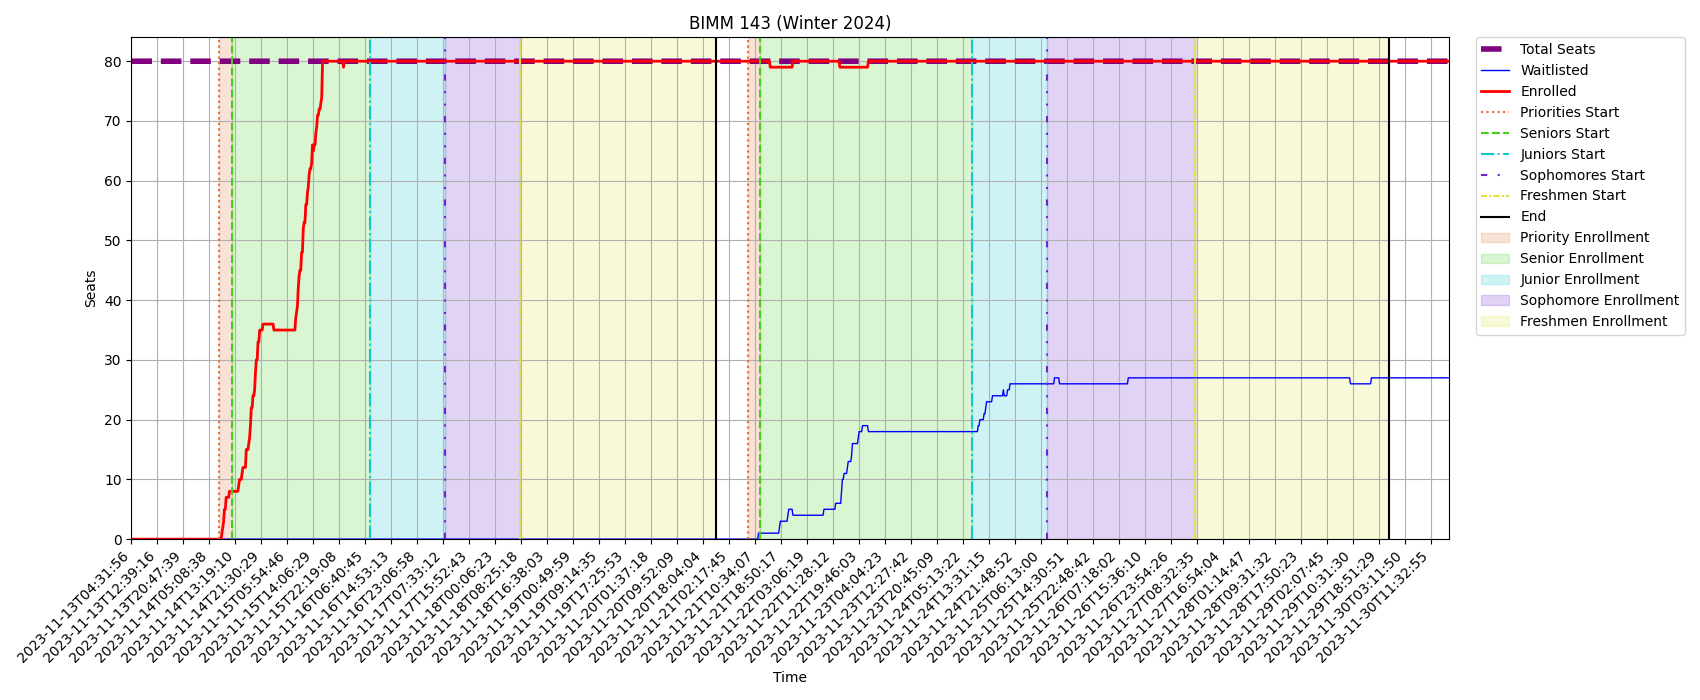 BIMM 143 (Winter 2024)
Total Seats
Waitlisted
Enrolled
Priorities Start
Seniors Start
Juniors Start
Sophomores Start
Freshmen Start
End
Priority Enrollment
Senior Enrollment
Junior Enrollment
Sophomore Enrollment
Freshmen Enrollment
Seats
80
70
60
50
40
30
20
10
0
2023-11-13T04:31:56
2023-11-13T12:39:16
2023-11-13T20:47:39
2023-11-14T05:08:38
2023-11-14T13:19:10
2023-11-14T21:30:29
2023-11-15T05:54:46
2023-11-15T14:06:29
2023-11-15T22:19:08
2023-11-16T06:40:45
2023-11-16T14:53:13
2023-11-16T23:06:58
2023-11-17T07:33:12
2023-11-17T15:52:43
2023-11-18T00:06:23
2023-11-18T08:25:18
2023-11-18T16:38:03
2023-11-19T00:49:59
2023-11-19T09:14:35
2023-11-19T17:25:53
2023-11-20T01:37:18
2023-11-20T09:52:09
2023-11-20T18:04:04
2023-11-21T02:17:45
2023-11-21T10:34:07
2023-11-21T18:50:17
2023-11-22T03:06:19
2023-11-22T11:28:12
2023-11-22T19:46:03
2023-11-23T04:04:23
2023-11-23T12:27:42
2023-11-23T20:45:09
2023-11-24T05:13:22
2023-11-24T13:31:15
2023-11-24T21:48:52
2023-11-25T06:13:00
2023-11-25T14:30:51
2023-11-25T22:48:42
2023-11-26T07:18:02
2023-11-26T15:36:10
2023-11-26T23:54:26
2023-11-27T08:32:35
2023-11-27T16:54:04
2023-11-28T01:14:47
2023-11-28T09:31:32
2023-11-28T17:50:23
2023-11-29T02:07:45
2023-11-29T10:31:30
2023-11-29T18:51:29
2023-11-30T03:11:50
2023-11-30T11:32:55
Time